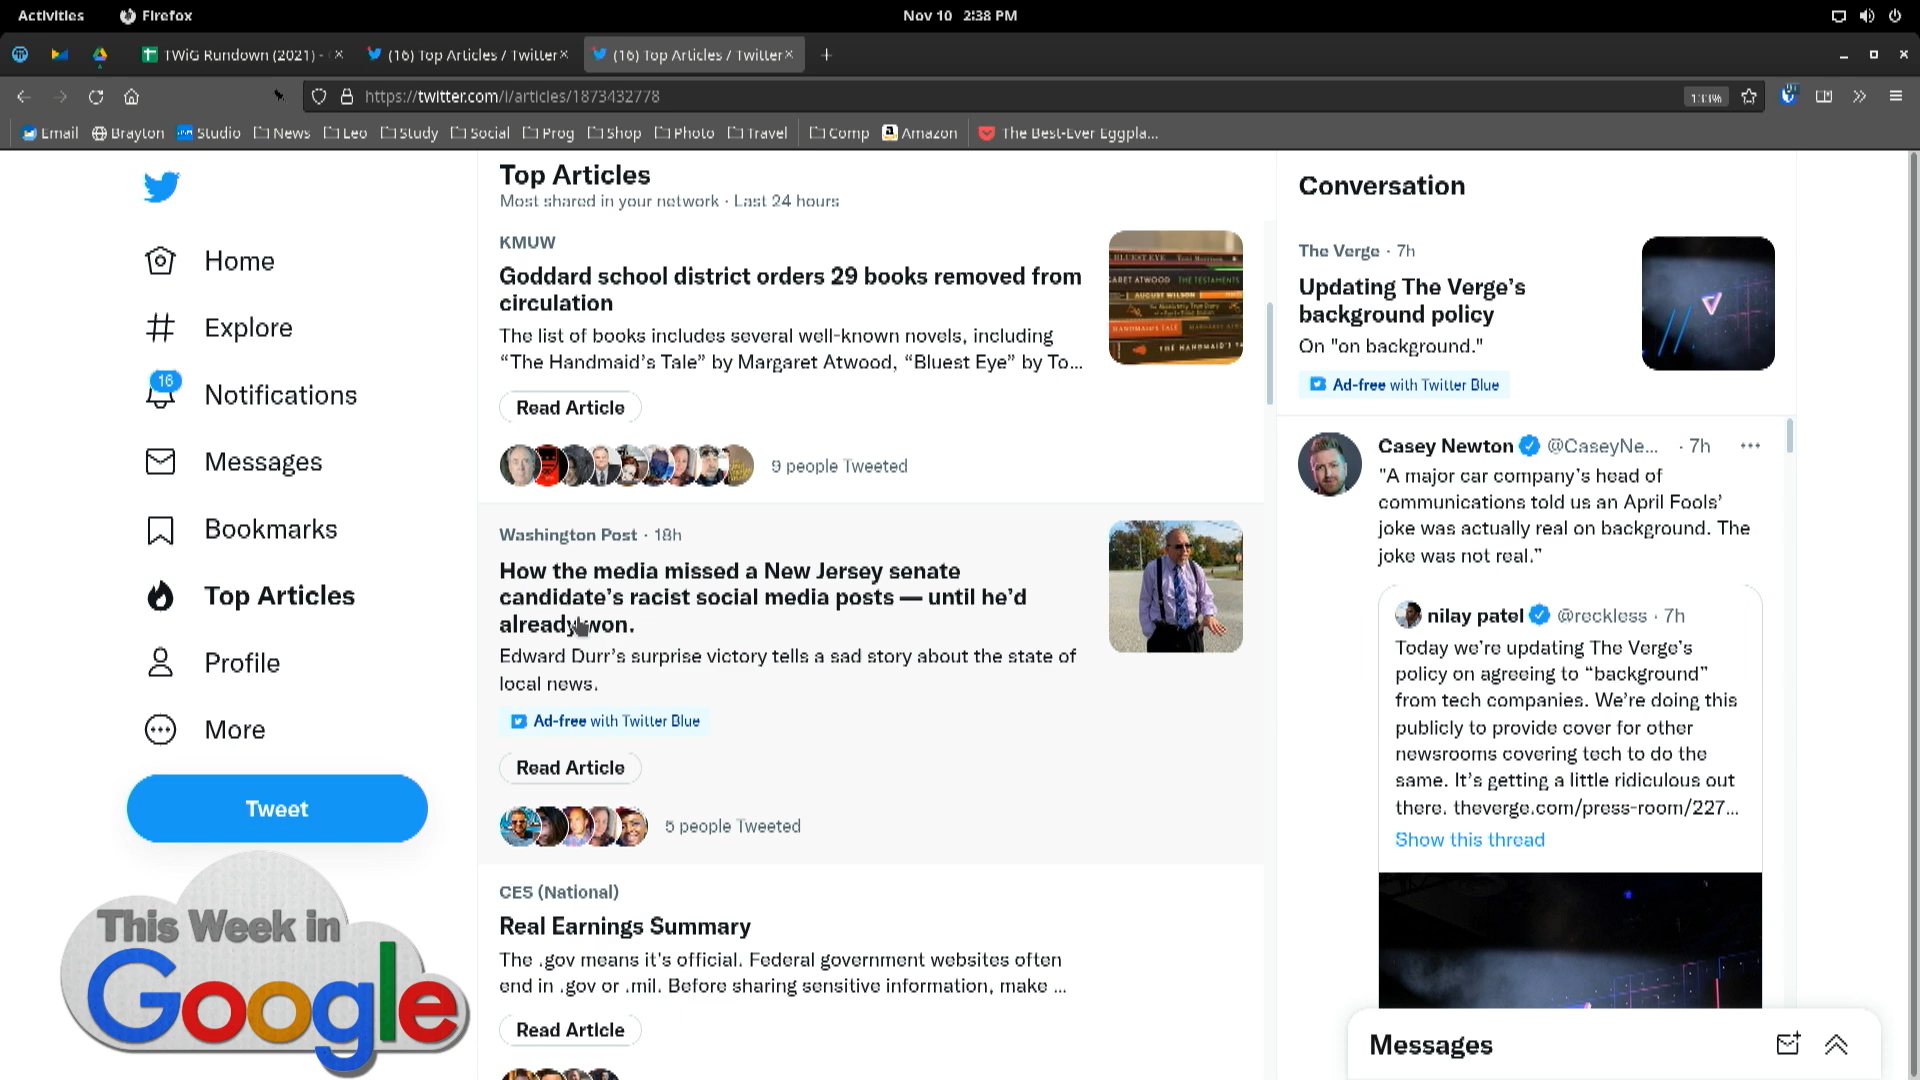 Activities
Firefox
Nov 10 2:38 PM
TWiG Rundown (2021) -
(16) Top Articles / Twitter
(16) Top Articles / Twitter
https://twitter.com/i/articles/1873432778
133%
Email
Brayton
Studio
News
Leo
Study
Social
Prog
Shop
Photo
Travel
Comp
Amazon
The Best-Ever Eggpla...
Home
Explore
16
Notifications
Messages
Bookmarks
Top Articles
Profile
More
Tweet
This Week in
Google
Top Articles
Most shared in your network · Last 24 hours
KMUW
Goddard school district orders 29 books removed from
circulation
The list of books includes several well-known novels, including
“The Handmaid’s Tale” by Margaret Atwood, “Bluest Eye” by To...
Read Article
9 people Tweeted
Washington Post · 18h
How the media missed a New Jersey senate
candidate’s racist social media posts — until he’d
already won.
Edward Durr’s surprise victory tells a sad story about the state of
local news.
Ad-free with Twitter Blue
Read Article
5 people Tweeted
CES (National)
Real Earnings Summary
The .gov means it’s official. Federal government websites often
end in .gov or .mil. Before sharing sensitive information, make ...
Read Article
Conversation
The Verge · 7h
Updating The Verge’s
background policy
On "on background."
Ad-free with Twitter Blue
Casey Newton @CaseyNe... · 7h
"A major car company’s head of
communications told us an April Fools’
joke was actually real on background. The
joke was not real.”
nilay patel @reckless · 7h
Today we’re updating The Verge’s
policy on agreeing to “background”
from tech companies. We’re doing this
publicly to provide cover for other
newsrooms covering tech to do the
same. It’s getting a little ridiculous out
there. theverge.com/press-room/227...
Show this thread
Messages